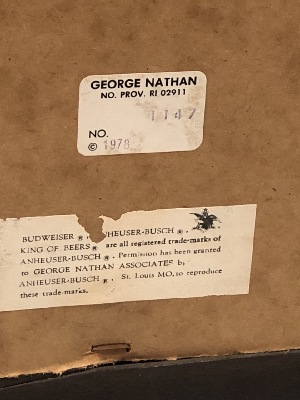 GEORGE NATHAN
NO. PROV. RI 02911
1147
NO.
© 1978
BUDWEISER ®, HEUSER-BUSCH ®,
KING OF BEERS ® are all registered trade-marks of
ANHEUSER-BUSCH ®. Permission has been granted
to GEORGE NATHAN ASSOCIATES by
ANHEUSER-BUSCH ®, St. Louis MO. to reproduce
these trade-marks.